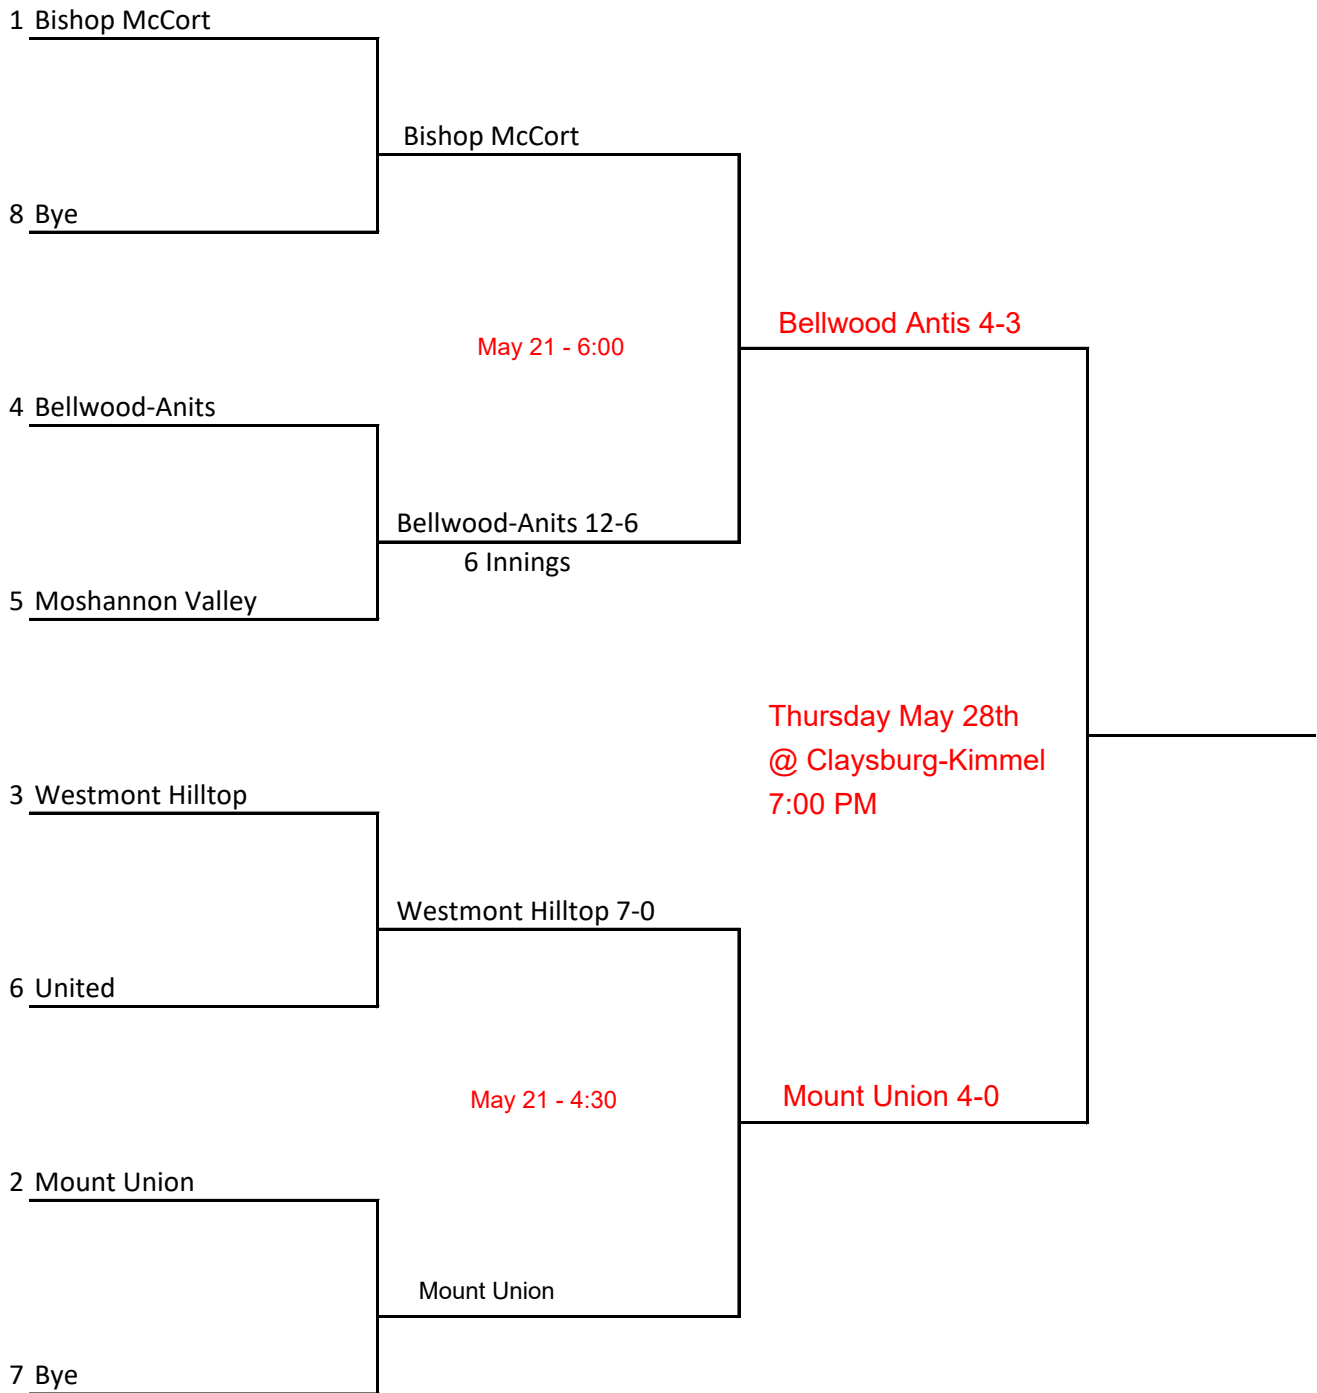 1 Bishop McCort
Bishop McCort
8 Bye
Bellwood Antis 4-3
May 21 - 6:00
4 Bellwood-Anits
Bellwood-Anits 12-6
6 Innings
5 Moshannon Valley
Thursday May 28th
@ Claysburg-Kimmel
7:00 PM
3 Westmont Hilltop
Westmont Hilltop 7-0
6 United
May 21 - 4:30
Mount Union 4-0
2 Mount Union
Mount Union
7 Bye